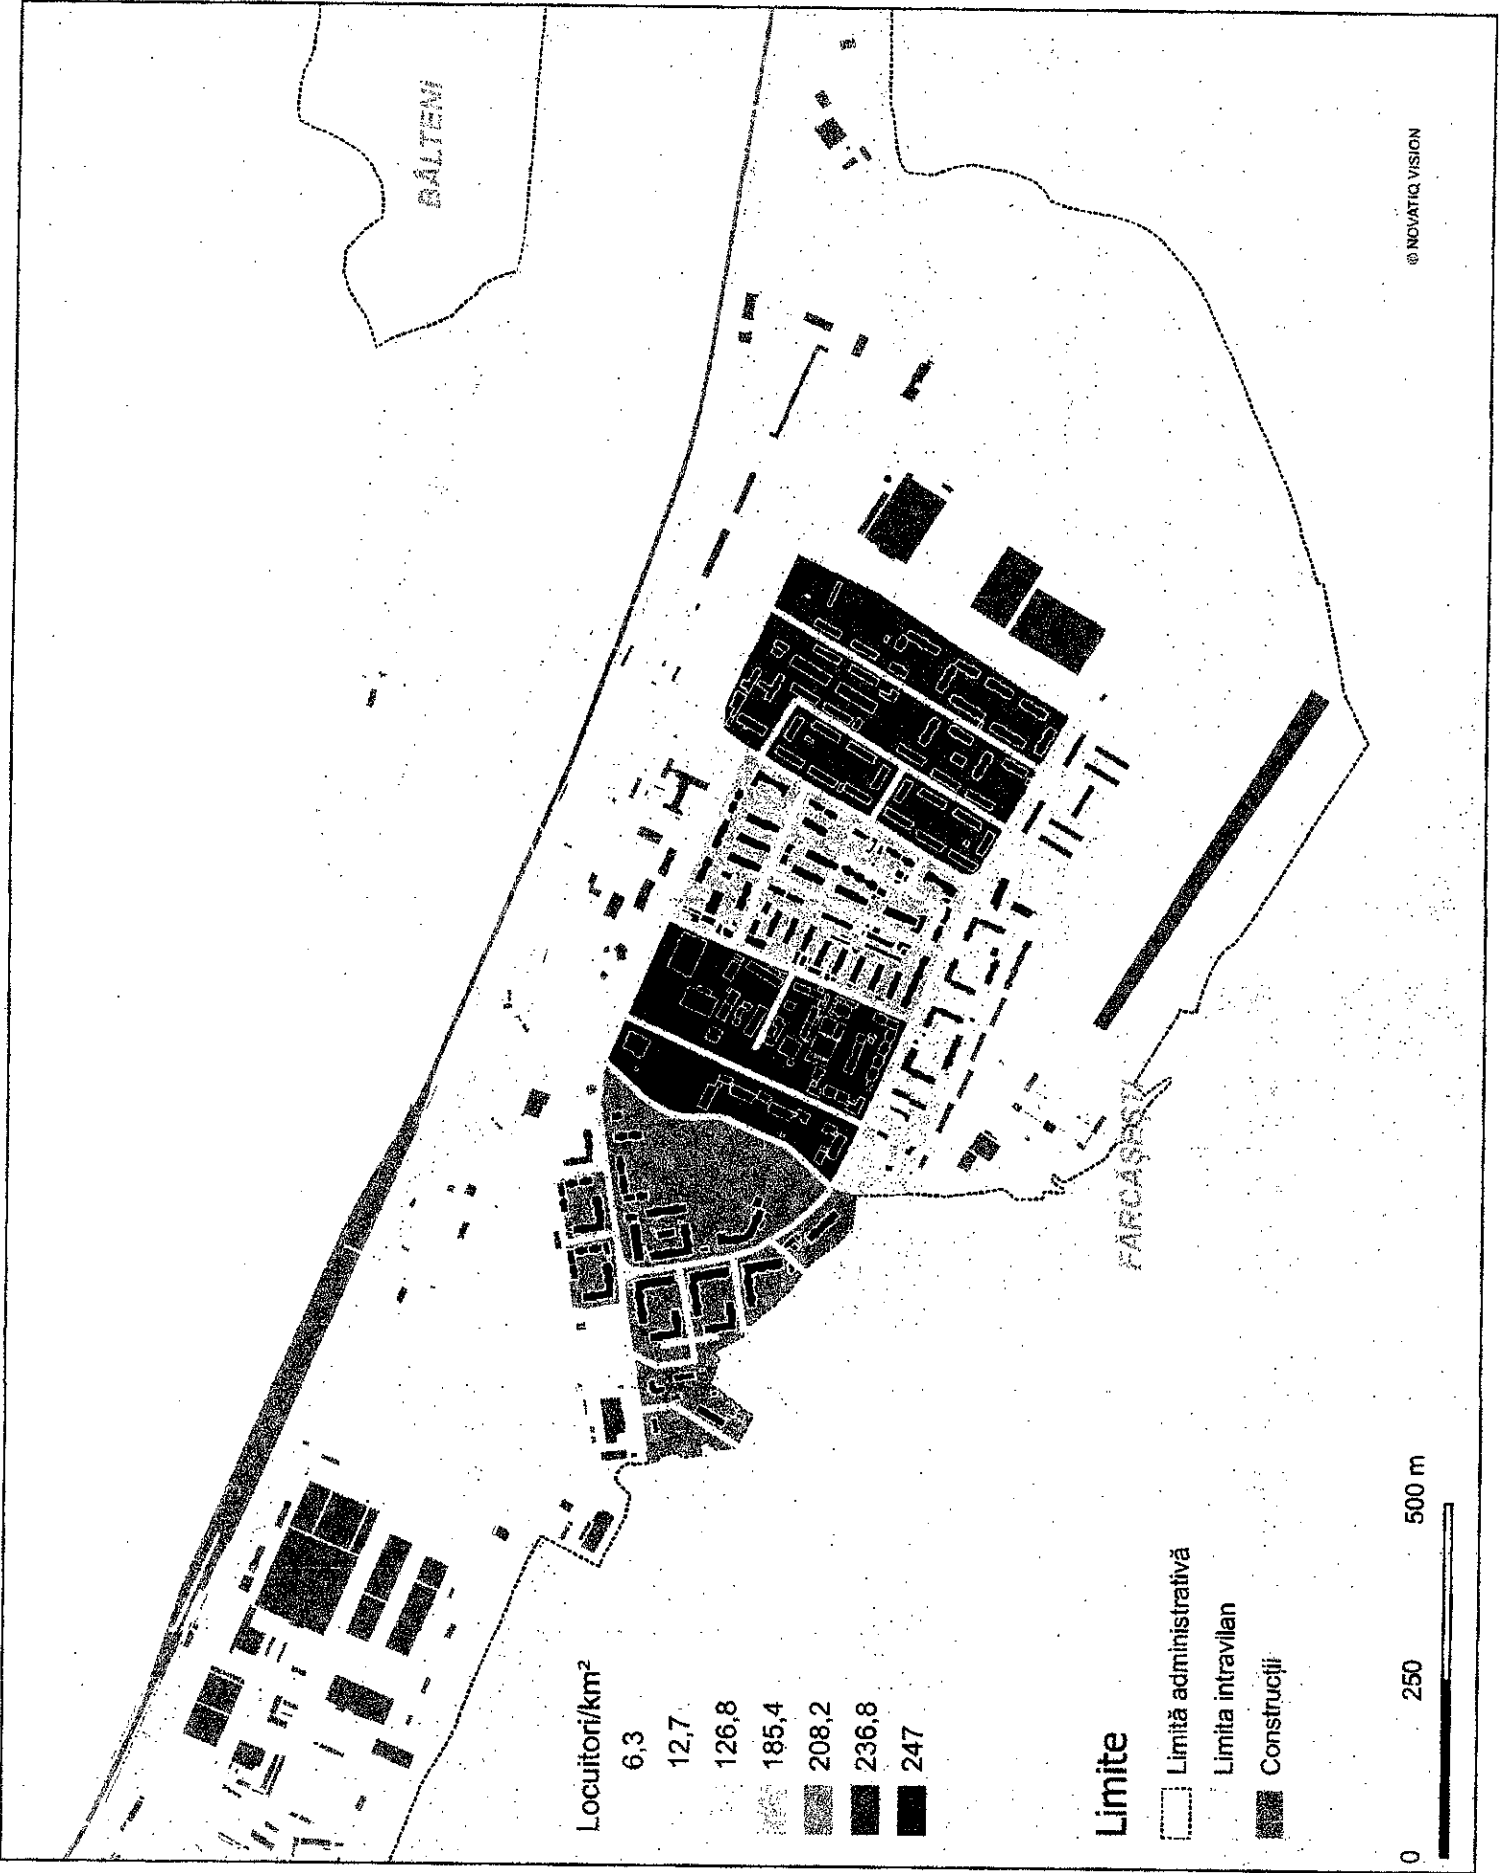 BÂLTENI
FĂRCĂȘEȘTI
© NOVATIQ VISION
Locuitori/km²
6,3
12,7
126,8
185,4
208,2
236,8
247
Limite
Limită administrativă
Limita intravilan
Construcții
0 250 500 m